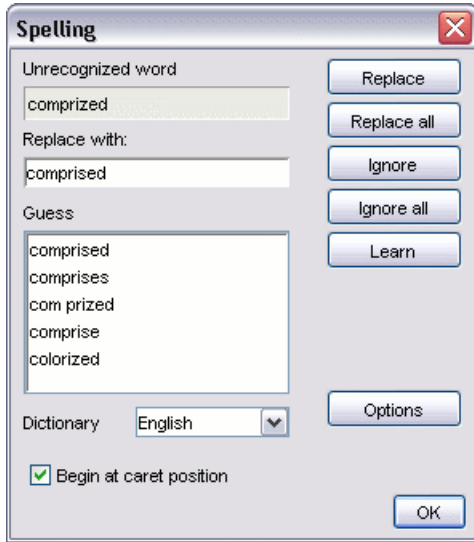 Spelling
Unrecognized word
comprized
Replace with:
comprised
Guess
comprised
comprises
com prized
comprise
colorized
Dictionary English
Begin at caret position
Replace
Replace all
Ignore
Ignore all
Learn
Options
OK